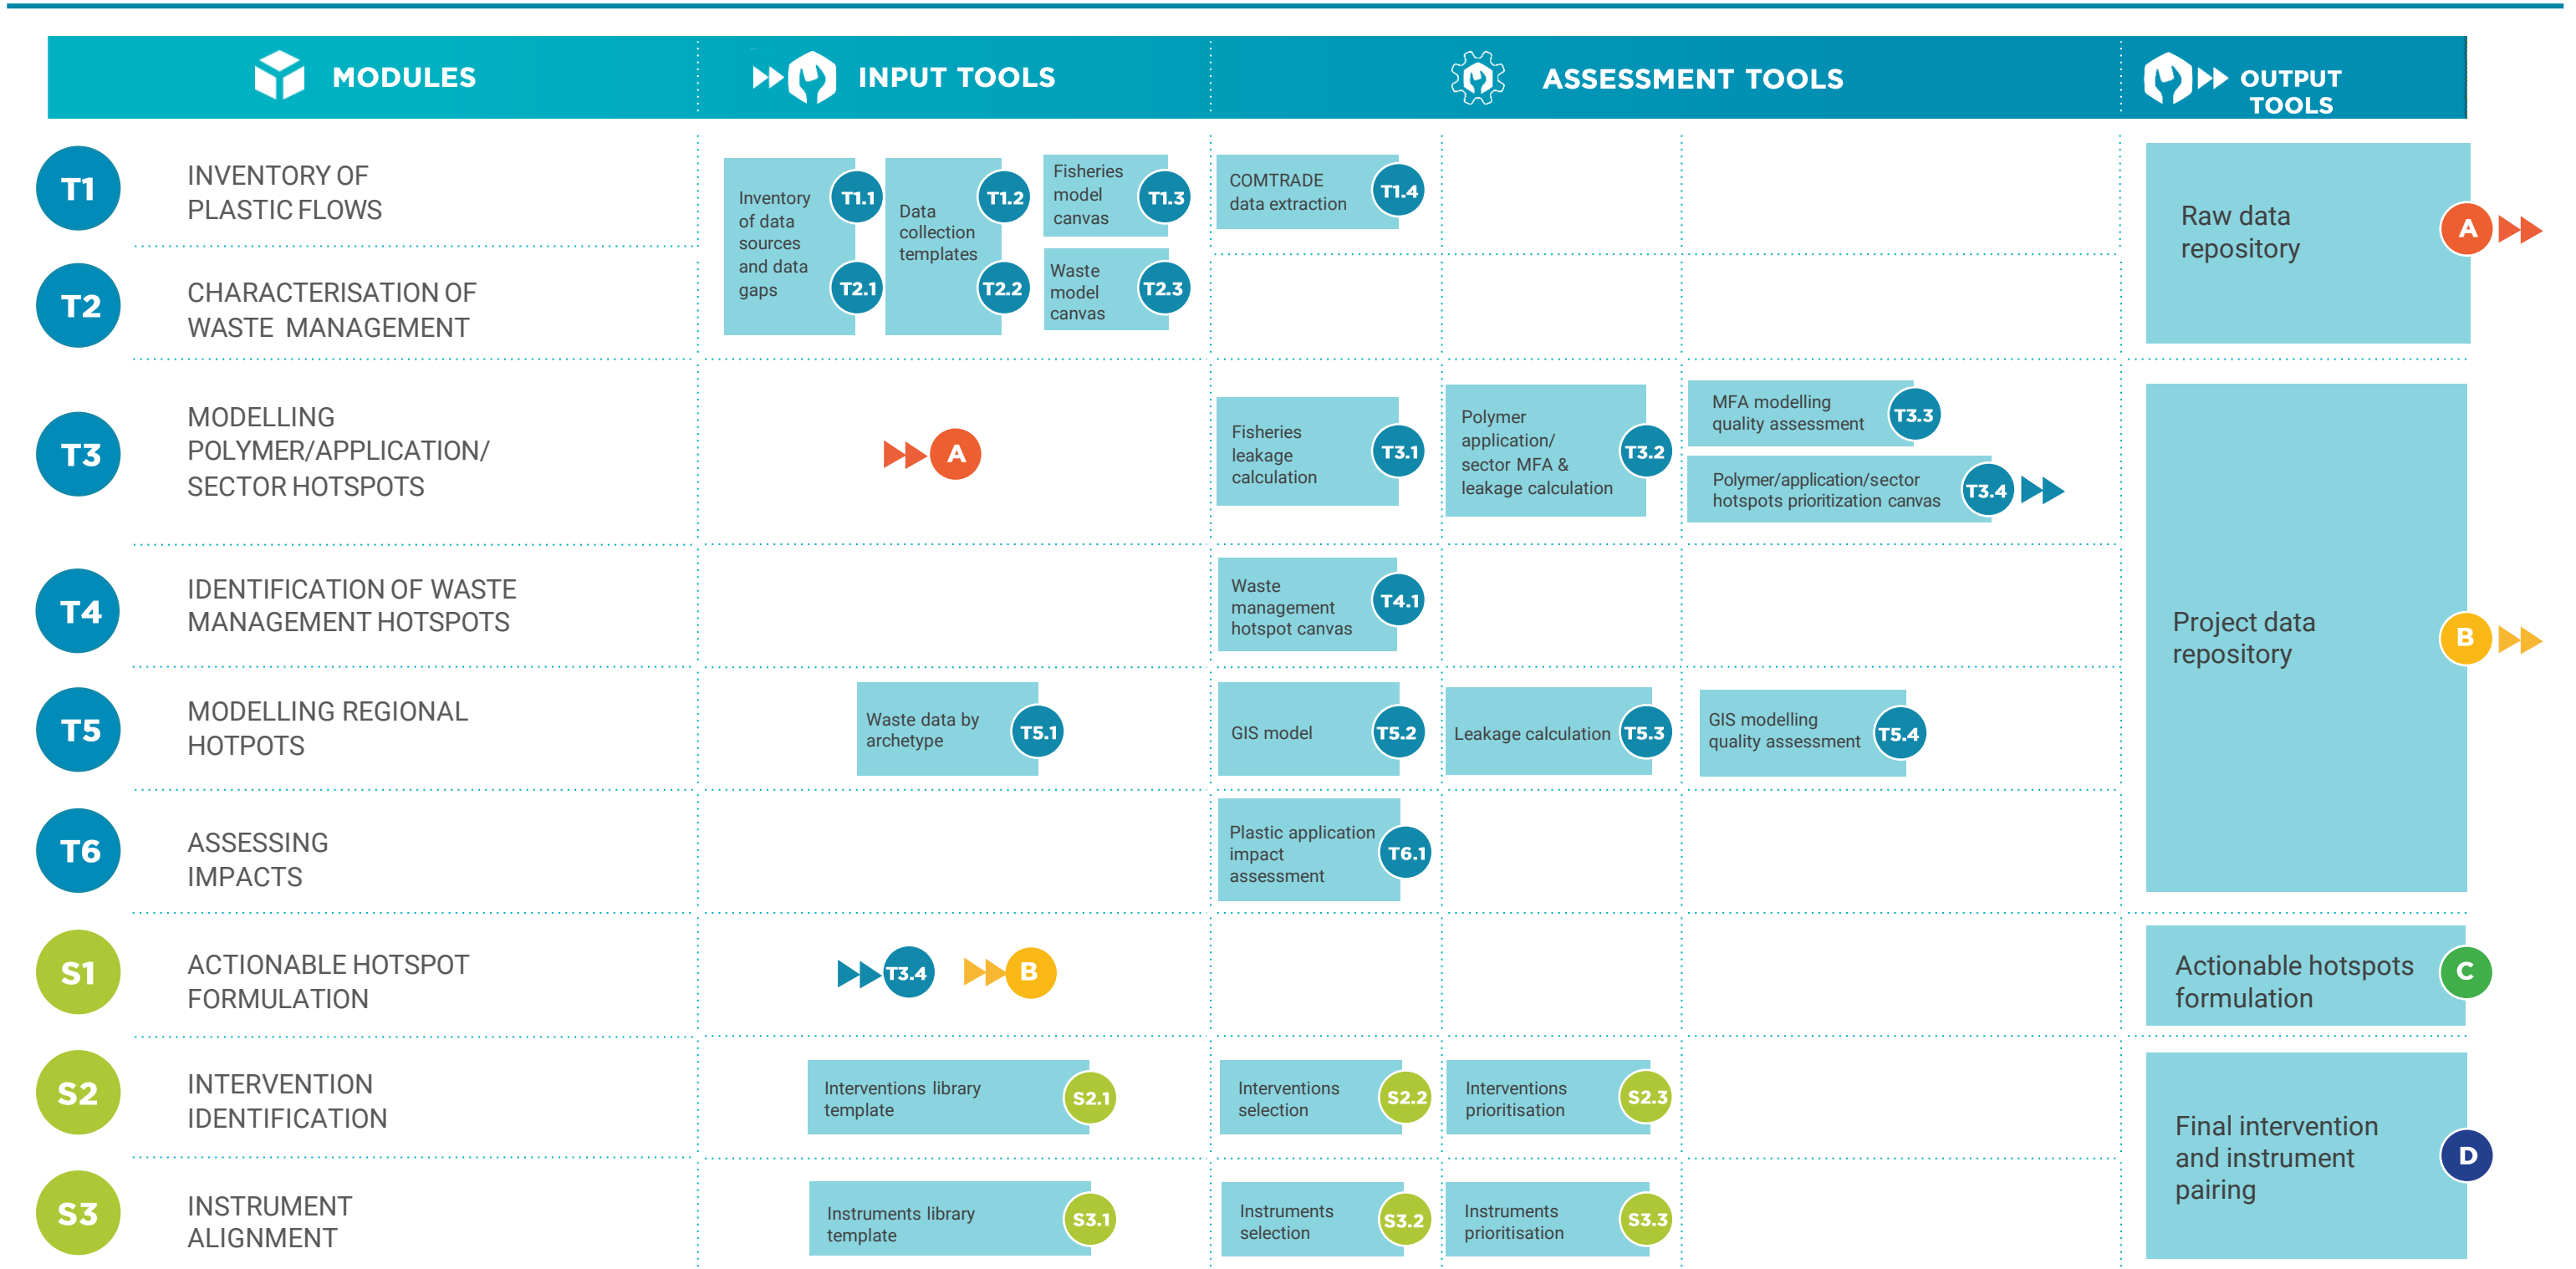 MODULES
INPUT TOOLS
ASSESSMENT TOOLS
OUTPUT
TOOLS
T1
INVENTORY OF
PLASTIC FLOWS
Inventory
of data
sources
and data
gaps
T1.1
T2.1
Data
collection
templates
T1.2
T2.2
Fisheries
model
canvas
T1.3
Waste
model
canvas
T2.3
COMTRADE
data extraction
T1.4
Raw data
repository
A
T2
CHARACTERISATION OF
WASTE MANAGEMENT
T3
MODELLING
POLYMER/APPLICATION/
SECTOR HOTSPOTS
A
Fisheries
leakage
calculation
T3.1
Polymer
application/
sector MFA &
leakage calculation
T3.2
MFA modelling
quality assessment
T3.3
Polymer/application/sector
hotspots prioritization canvas
T3.4
T4
IDENTIFICATION OF WASTE
MANAGEMENT HOTSPOTS
Waste
management
hotspot canvas
T4.1
Project data
repository
B
T5
MODELLING REGIONAL
HOTPOTS
Waste data by
archetype
T5.1
GIS model
T5.2
Leakage calculation
T5.3
GIS modelling
quality assessment
T5.4
T6
ASSESSING
IMPACTS
Plastic application
impact
assessment
T6.1
S1
ACTIONABLE HOTSPOT
FORMULATION
T3.4
B
Actionable hotspots
formulation
C
S2
INTERVENTION
IDENTIFICATION
Interventions library
template
S2.1
Interventions
selection
S2.2
Interventions
prioritisation
S2.3
Final intervention
and instrument
pairing
D
S3
INSTRUMENT
ALIGNMENT
Instruments library
template
S3.1
Instruments
selection
S3.2
Instruments
prioritisation
S3.3